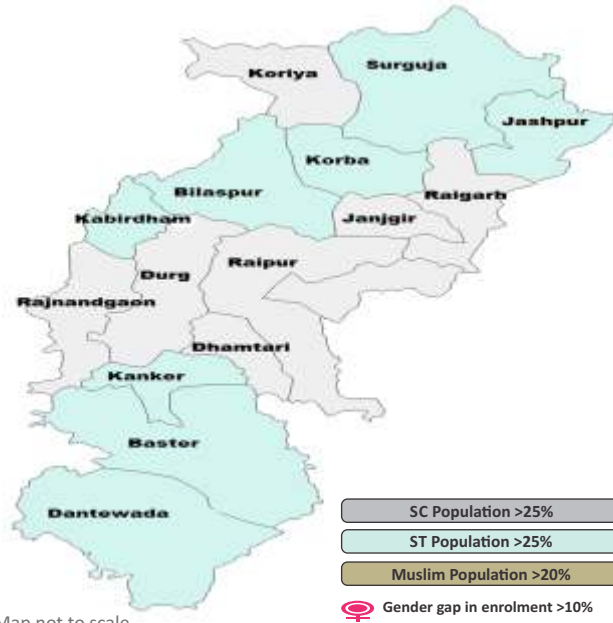 Koriya
Surguja
Jashpur
Korba
Bilaspur
Raigarh
Kabirdham
Janjgir
Raipur
Durg
Rajnandgaon
Dhamtari
Kanker
Baster
Dantewada
SC Population >25%
ST Population >25%
Muslim Population >20%
Gender gap in enrolment >10%
Map not to scale